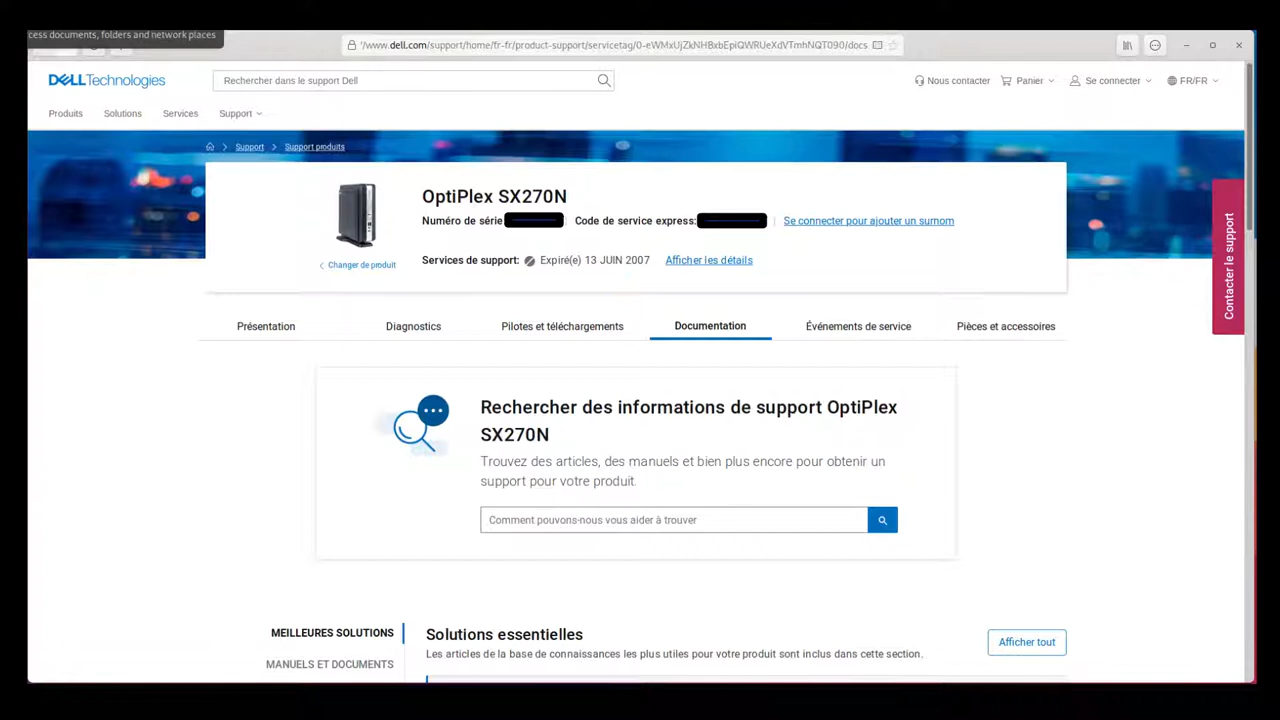 cess documents, folders and network places
'/www.dell.com/support/home/fr-fr/product-support/servicetag/0-eWMxUjZkNHBxbEpiQWRUeXdVTmhNQT090/docs
DELLTechnologies
Rechercher dans le support Dell
Nous contacter
Panier
Se connecter
FR/FR
Produits
Solutions
Services
Support
Support
Support produits
OptiPlex SX270N
Numéro de série
Code de service express:
Se connecter pour ajouter un surnom
Changer de produit
Services de support:
Expiré(e) 13 JUIN 2007
Afficher les détails
Contacter le support
Présentation
Diagnostics
Pilotes et téléchargements
Documentation
Événements de service
Pièces et accessoires
Rechercher des informations de support OptiPlex
SX270N
Trouvez des articles, des manuels et bien plus encore pour obtenir un
support pour votre produit.
Comment pouvons-nous vous aider à trouver
MEILLEURES SOLUTIONS
MANUELS ET DOCUMENTS
Solutions essentielles
Afficher tout
Les articles de la base de connaissances les plus utiles pour votre produit sont inclus dans cette section.